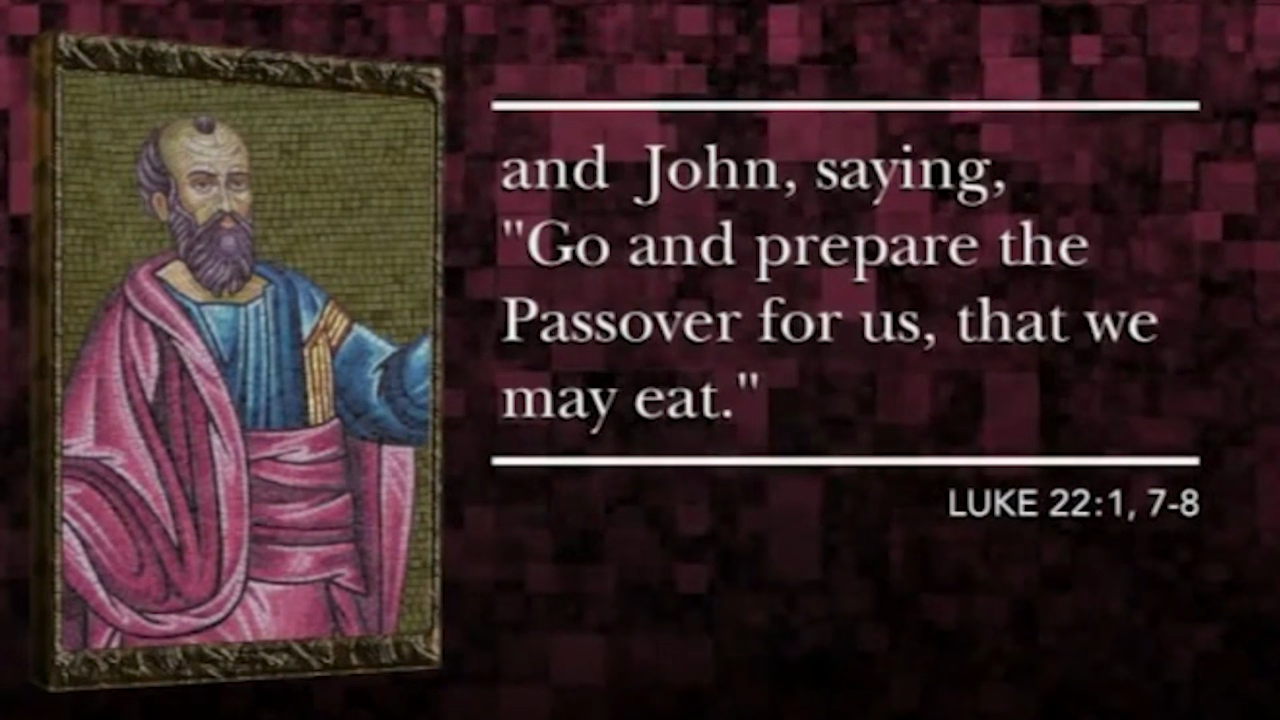 and John, saying,
"Go and prepare the
Passover for us, that we
may eat."
LUKE 22:1, 7-8